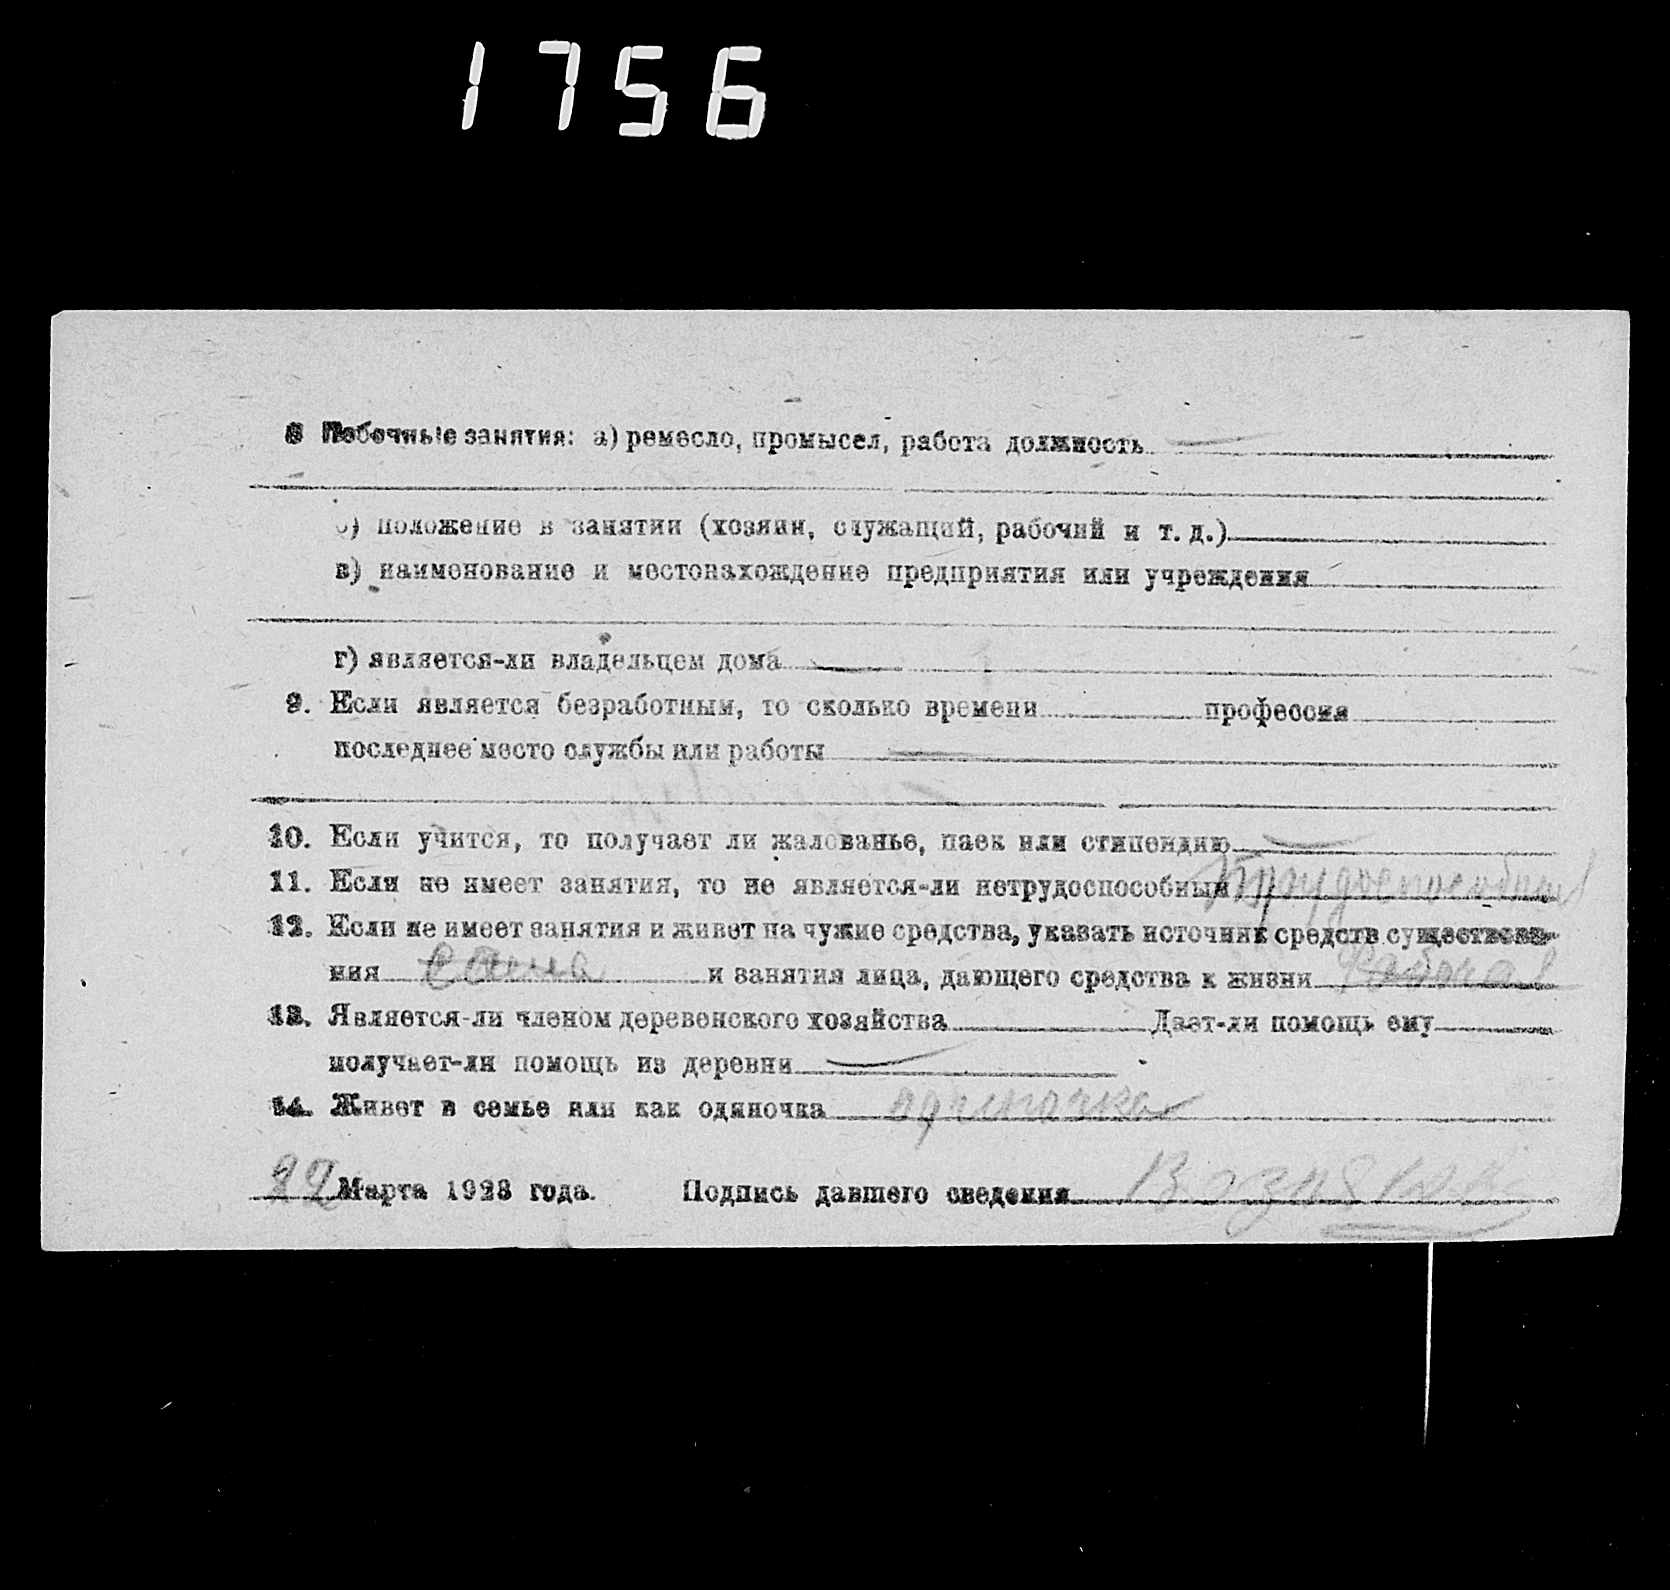 1756
8 Побочные занятия: а) ремесло, промысел, работа должность
б) положение в занятии (хозяин, служащий, рабочий и т. д.)
в) наименование и местонахождение предприятия или учреждения
г) является-ли владельцем дома
9. Если является безработным, то сколько времени профессия
последнее место службы или работы
10. Если учится, то получает ли жалованье, паек или стипендию
11. Если не имеет занятия, то не является-ли нетрудоспособным Трудоспособный
12. Если не имеет занятия и живет на чужие средства, указать источник средств существова-
ния сама и занятия лица, дающего средства к жизни
13. Является-ли членом деревенского хозяйства Дает-ли помощь ему
получает-ли помощь из деревни
14. Живет в семье или как одиночка одиночка
22 Марта 1923 года. Подпись давшего сведения